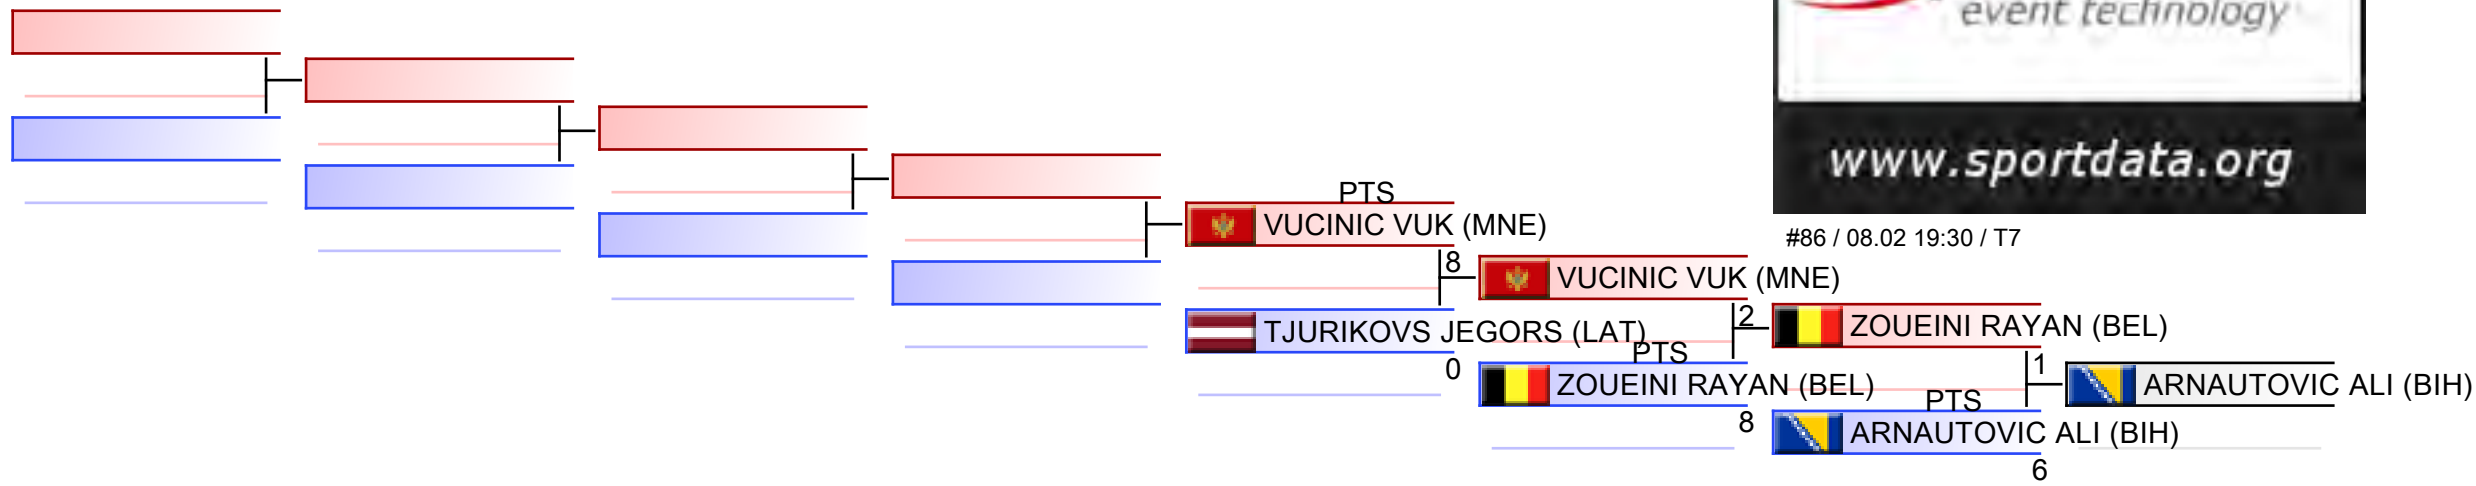 event technology
www.sportdata.org
#86 / 08.02 19:30 / T7
PTS
VUCINIC VUK (MNE)
8
VUCINIC VUK (MNE)
TJURIKOVS JEGORS (LAT)
0
2
ZOUEINI RAYAN (BEL)
PTS
ZOUEINI RAYAN (BEL)
8
1
ARNAUTOVIC ALI (BIH)
PTS
ARNAUTOVIC ALI (BIH)
6